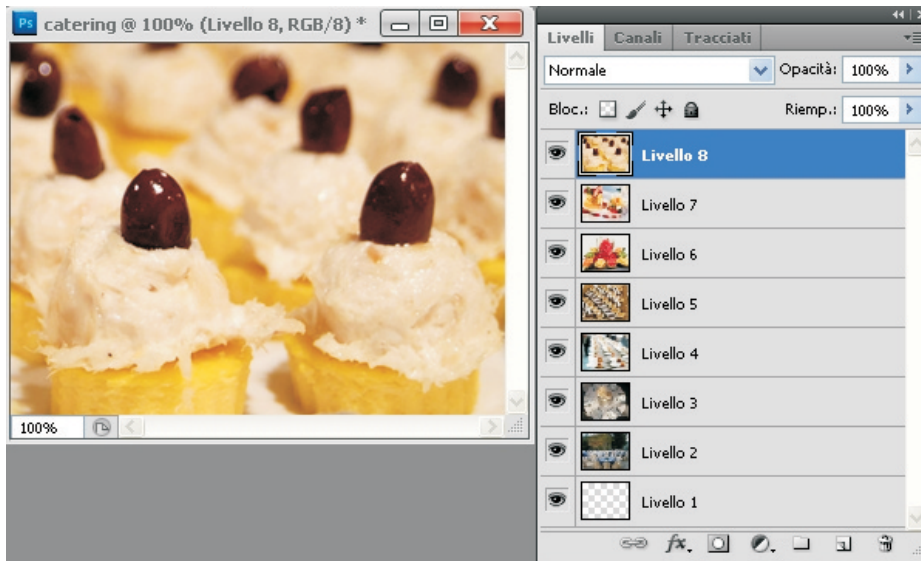 Ps catering @ 100% (Livello 8, RGB/8) *
100%
Livelli Canali Tracciati
Normale Opacità: 100%
Bloc.: Riemp.: 100%
Livello 8
Livello 7
Livello 6
Livello 5
Livello 4
Livello 3
Livello 2
Livello 1
fx.